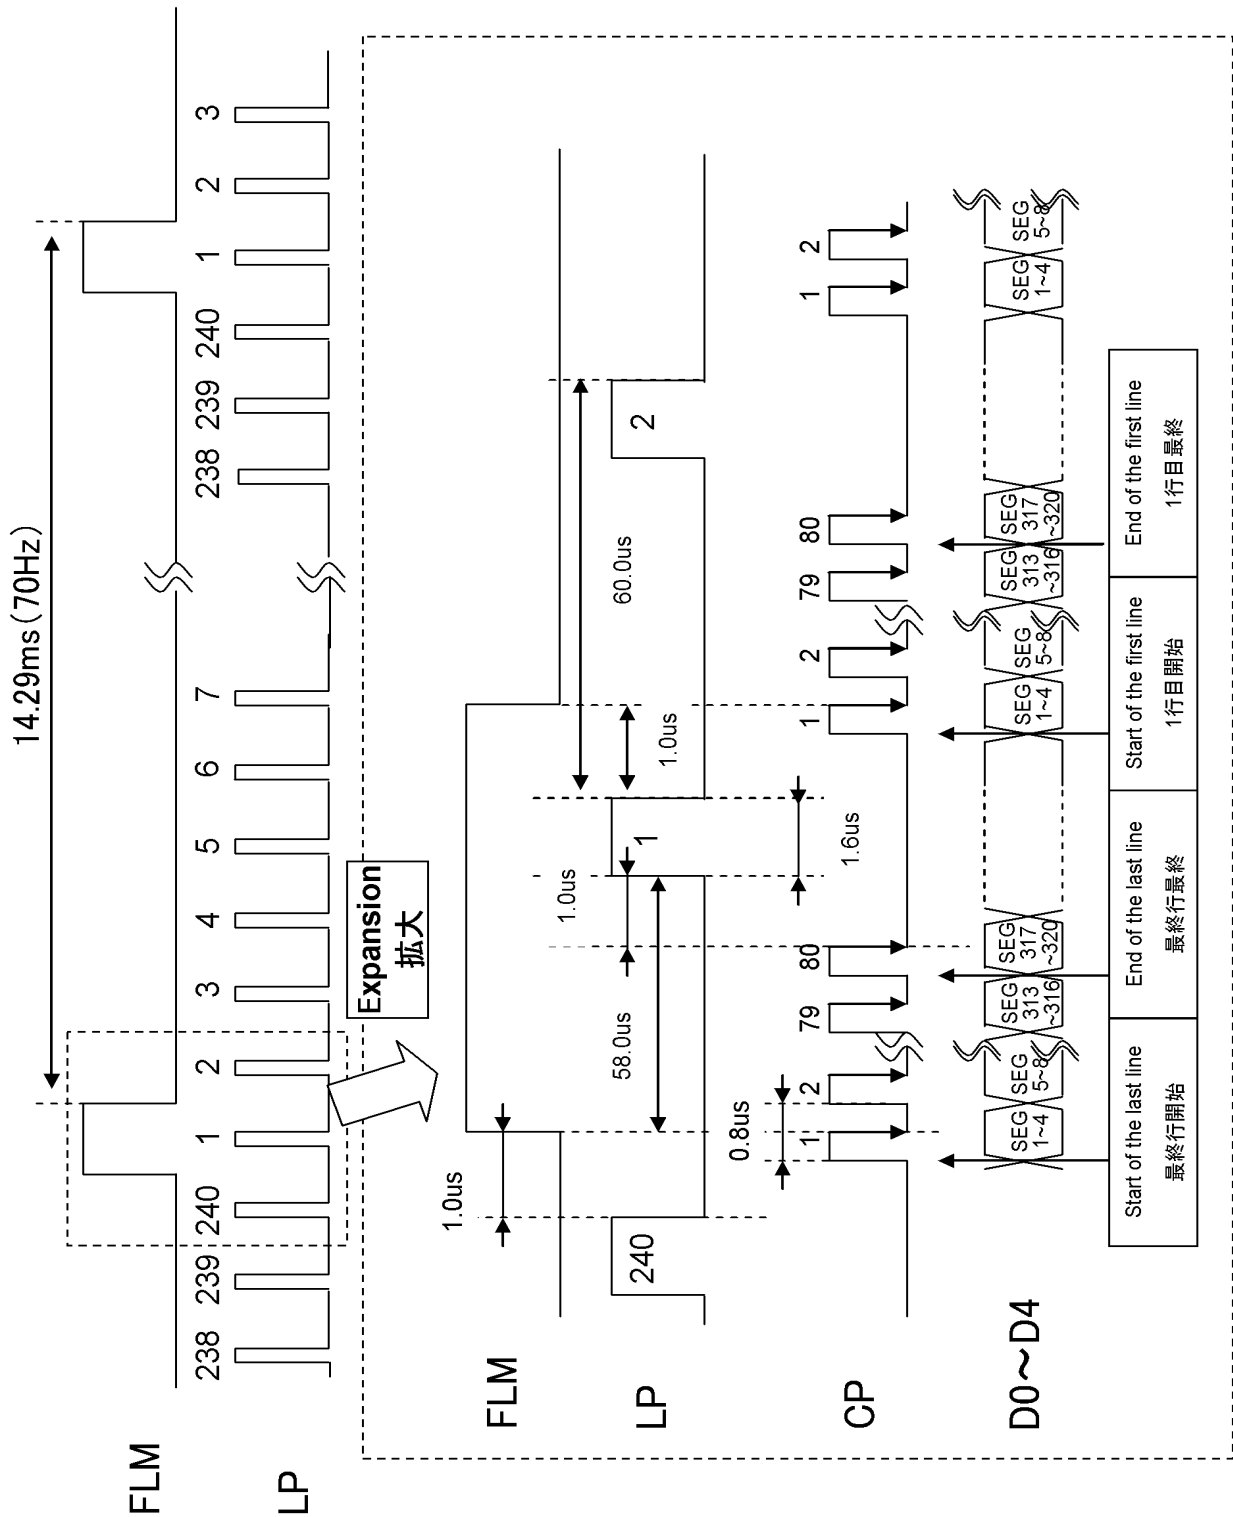 14.29ms(70Hz)
FLM
LP
238
239
240
1
2
3
4
5
6
7
238
239
240
1
2
3
Expansion
拡大
FLM
1.0us
LP
240
58.0us
1.0us
1
1.0us
60.0us
2
1.6us
CP
0.8us
1
2
79
80
1
2
79
80
1
2
D0～D4
SEG
1~4
SEG
5~8
SEG
313
~316
SEG
317
~320
SEG
1~4
SEG
5~8
SEG
313
~316
SEG
317
~320
SEG
1~4
SEG
5~8
Start of the last line
最終行開始
End of the last line
最終行最終
Start of the first line
1行目開始
End of the first line
1行目最終